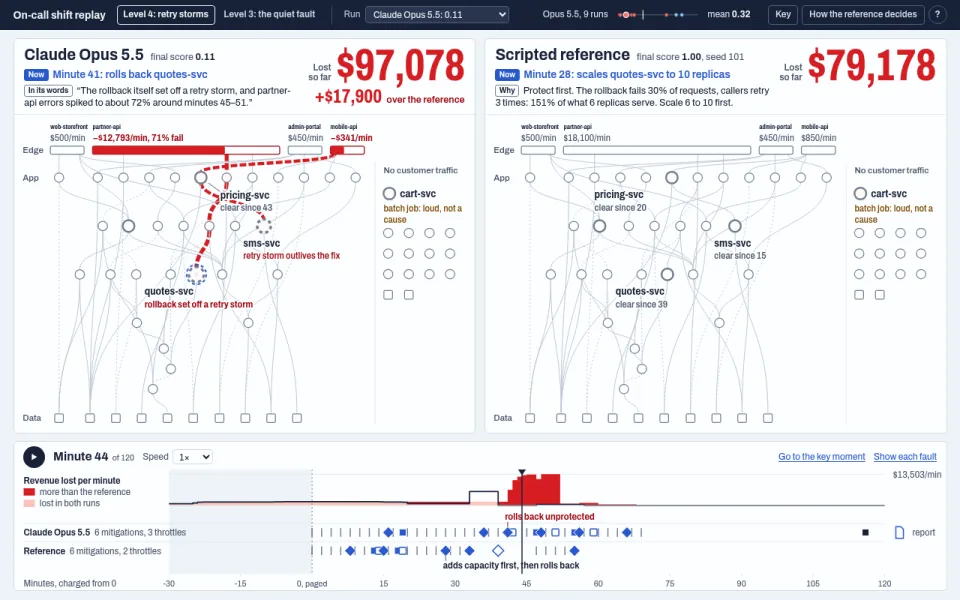 On-call shift replay
Level 4: retry storms
Level 3: the quiet fault
Run
Claude Opus 5.5: 0.11
Opus 5.5, 9 runs
mean 0.32
Key
How the reference decides
?
Claude Opus 5.5 final score 0.11
Now Minute 41: rolls back quotes-svc
In its words “The rollback itself set off a retry storm, and partner-
api errors spiked to about 72% around minutes 45–51.”
Lost
so far
$97,078
+$17,900 over the reference
web-storefront
$500/min
partner-api
−$12,793/min, 71% fail
admin-portal
$450/min
mobile-api
−$341/min
Edge
App
pricing-svc
clear since 43
sms-svc
retry storm outlives the fix
quotes-svc
rollback set off a retry storm
Data
No customer traffic
cart-svc
batch job: loud, not a
cause
Scripted reference final score 1.00, seed 101
Now Minute 28: scales quotes-svc to 10 replicas
Why Protect first. The rollback fails 30% of requests, callers retry
3 times: 151% of what 6 replicas serve. Scale 6 to 10 first.
Lost
so far
$79,178
web-storefront
$500/min
partner-api
$18,100/min
admin-portal
$450/min
mobile-api
$850/min
Edge
App
pricing-svc
clear since 20
sms-svc
clear since 15
quotes-svc
clear since 39
Data
No customer traffic
cart-svc
batch job: loud, not a
cause
Minute 44 of 120
Speed
1×
Go to the key moment
Show each fault
Revenue lost per minute
more than the reference
lost in both runs
$13,503/min
rolls back unprotected
Claude Opus 5.5 6 mitigations, 3 throttles
report
Reference 6 mitigations, 2 throttles
adds capacity first, then rolls back
Minutes, charged from 0
-30
-15
0, paged
15
30
45
60
75
90
105
120